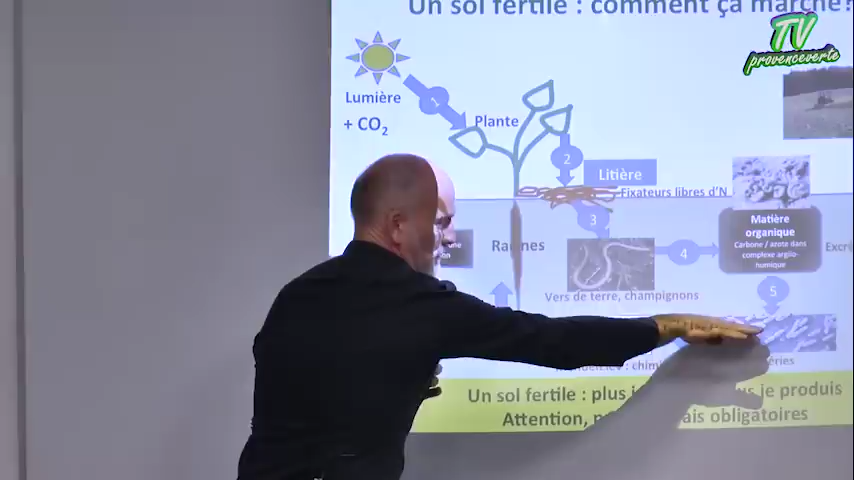 Un sol fertile : comment ça marche?
TV
provenceverte
Lumière
+ CO2
1
Plante
2
Litière
Fixateurs libres d'N
3
Matière
organique
Carbone / azote dans
complexe argilo-
humique
4
5
Vers de terre, champignons
Un sol fertile : plus je produis
Attention, obligatoires